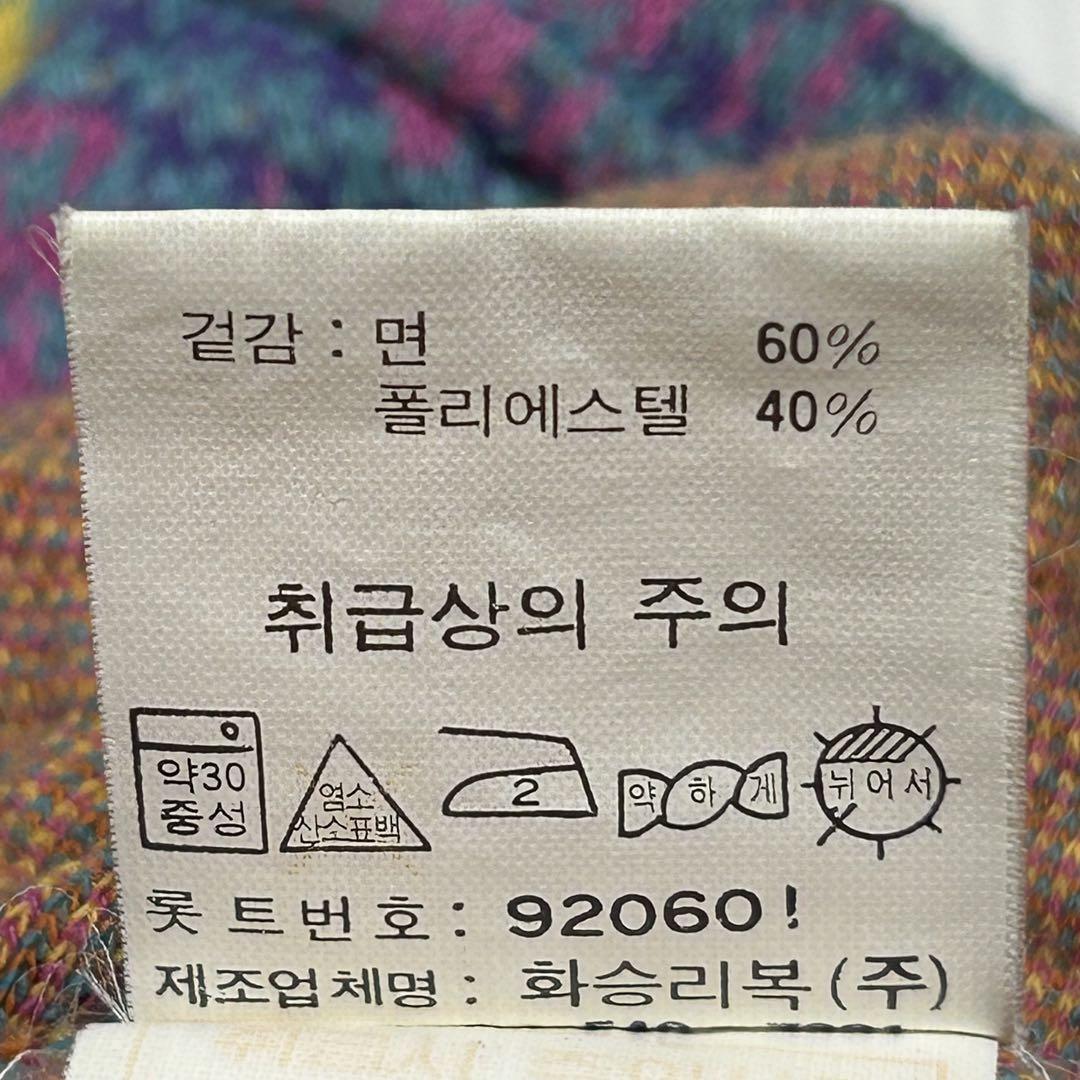 겉감 : 면 60%
폴리에스텔 40%
취급상의 주의
약30
중성
염소
산소표백
2
약하게
뉘어서
롯트번호 : 92060!
제조업체명 : 화승리복(주)